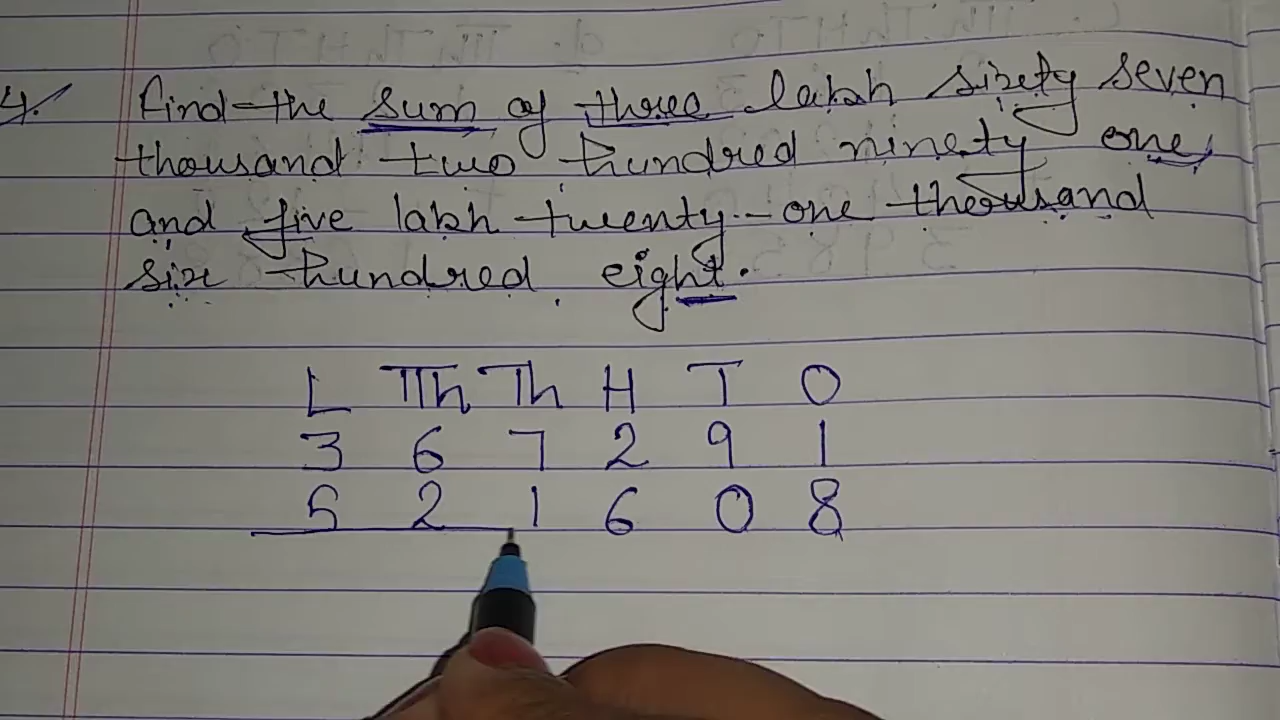 4. Find the sum of three lakh sixty seven
thousand two hundred ninety one,
and five lakh twenty-one thousand
six hundred eight.
L TTh Th H T O
3 6 7 2 9 1
5 2 1 6 0 8